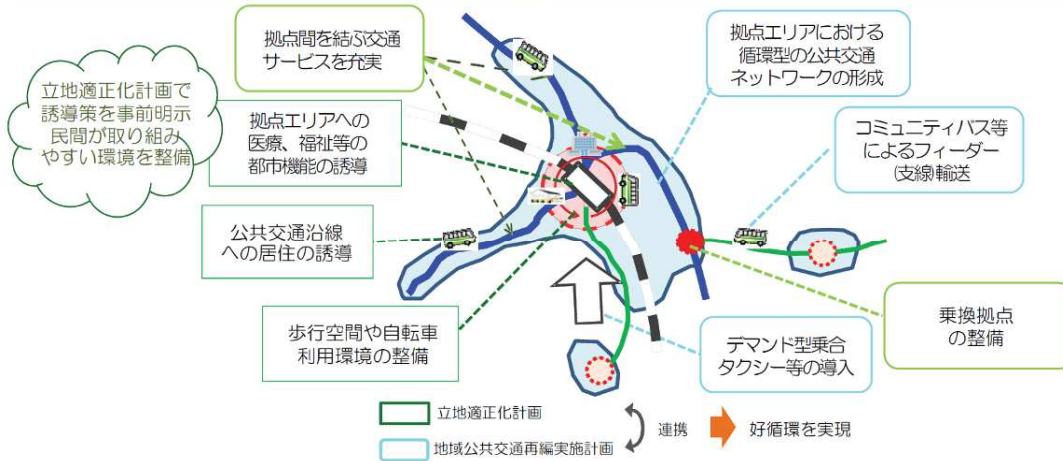 立地適正化計画で
誘導策を事前明示
民間が取り組み
やすい環境を整備
拠点間を結ぶ交通
サービスを充実
拠点エリアへの
医療、福祉等の
都市機能の誘導
公共交通沿線
への居住の誘導
歩行空間や自転車
利用環境の整備
拠点エリアにおける
循環型の公共交通
ネットワークの形成
コミュニティバス等
によるフィーダー
(支線)輸送
乗換拠点
の整備
デマンド型乗合
タクシー等の導入
立地適正化計画
地域公共交通再編実施計画
連携
好循環を実現